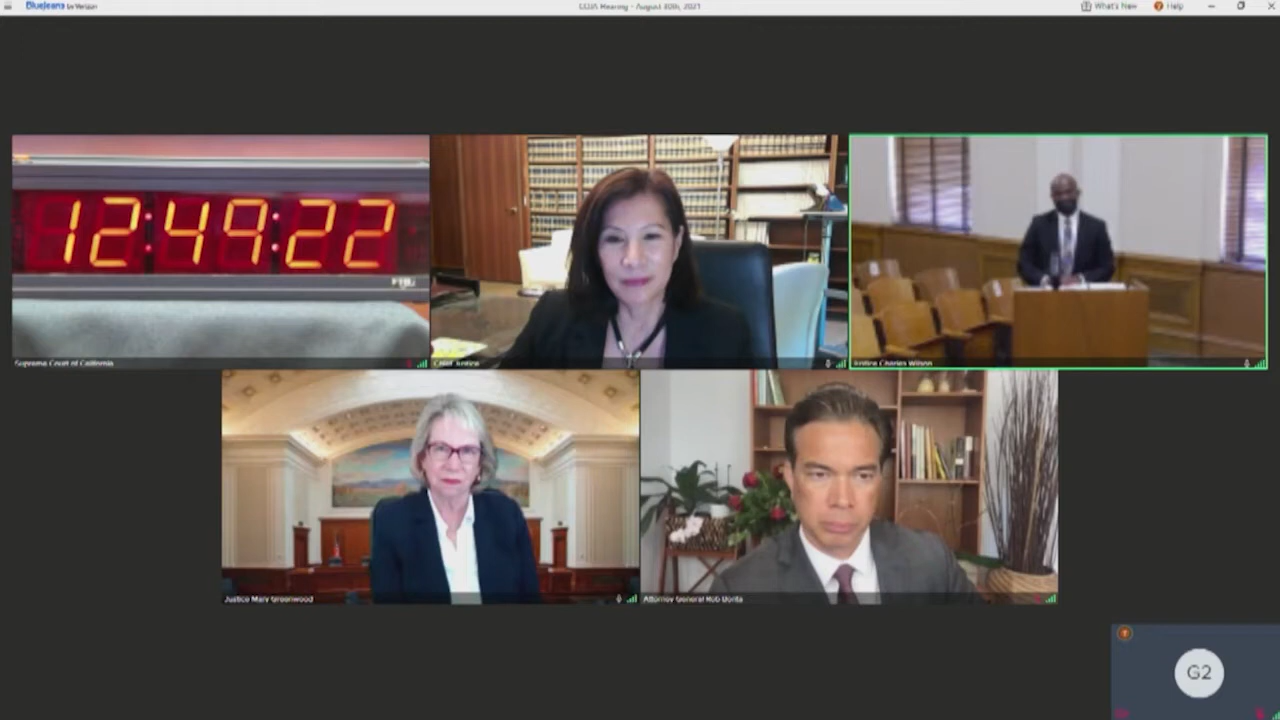 BlueJeans by Verizon
CCJA Hearing - August 30th, 2021
What's New
Help
12:49:22
Supreme Court of California
Chief Justice
Justice Charles Wilson
Justice Mary Greenwood
Attorney General Rob Bonta
G2